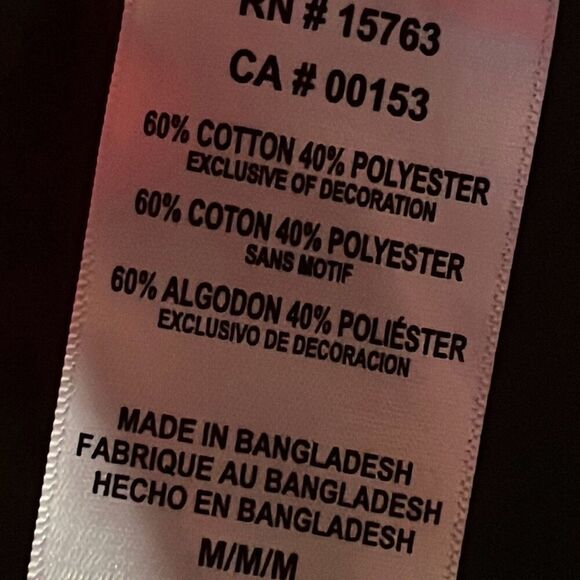 RN # 15763
CA # 00153
60% COTTON 40% POLYESTER
EXCLUSIVE OF DECORATION
60% COTON 40% POLYESTER
SANS MOTIF
60% ALGODON 40% POLIÉSTER
EXCLUSIVO DE DECORACION
MADE IN BANGLADESH
FABRIQUE AU BANGLADESH
HECHO EN BANGLADESH
M/M/M